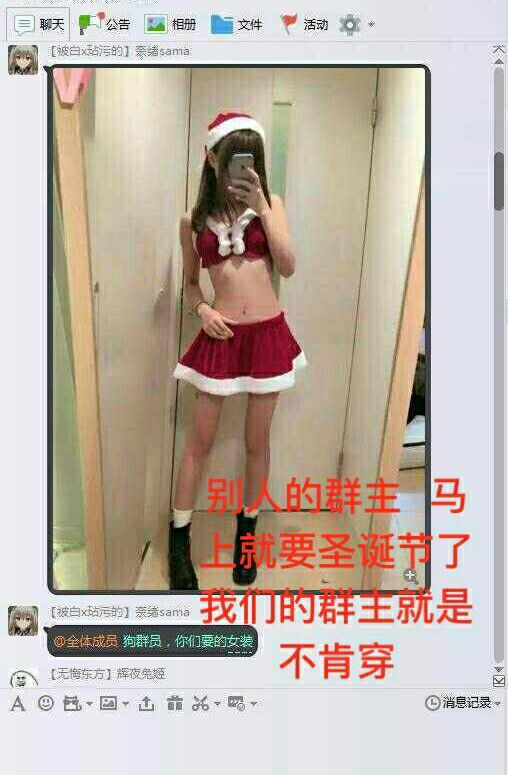 聊天 公告 相册 文件 活动
【被白x玷污的】奈绪sama
别人的群主 马
上就要圣诞节了
我们的群主就是
不肯穿
【被白x玷污的】奈绪sama
@全体成员 狗群员，你们要的女装
【无悔东方】辉夜兔姬
A 消息记录